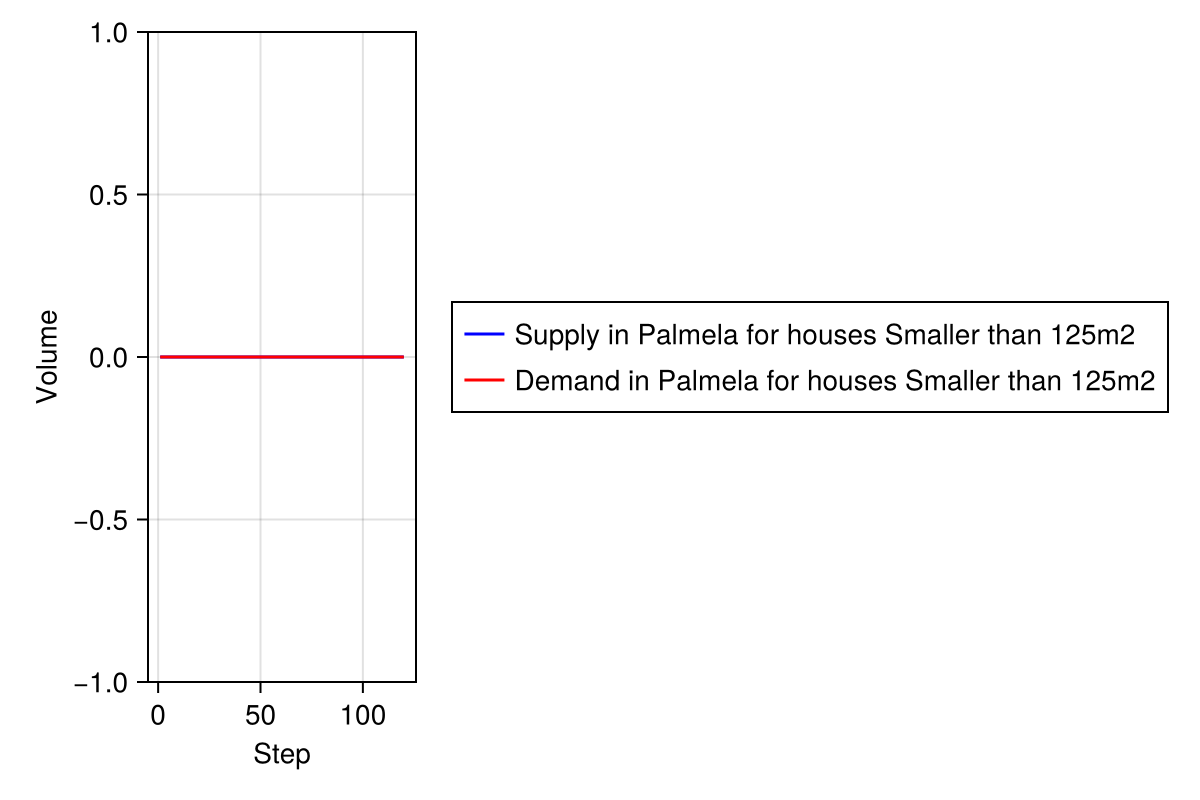 1.0
0.5
0.0
−0.5
−1.0
Volume
0 50 100
Step
Supply in Palmela for houses Smaller than 125m2
Demand in Palmela for houses Smaller than 125m2